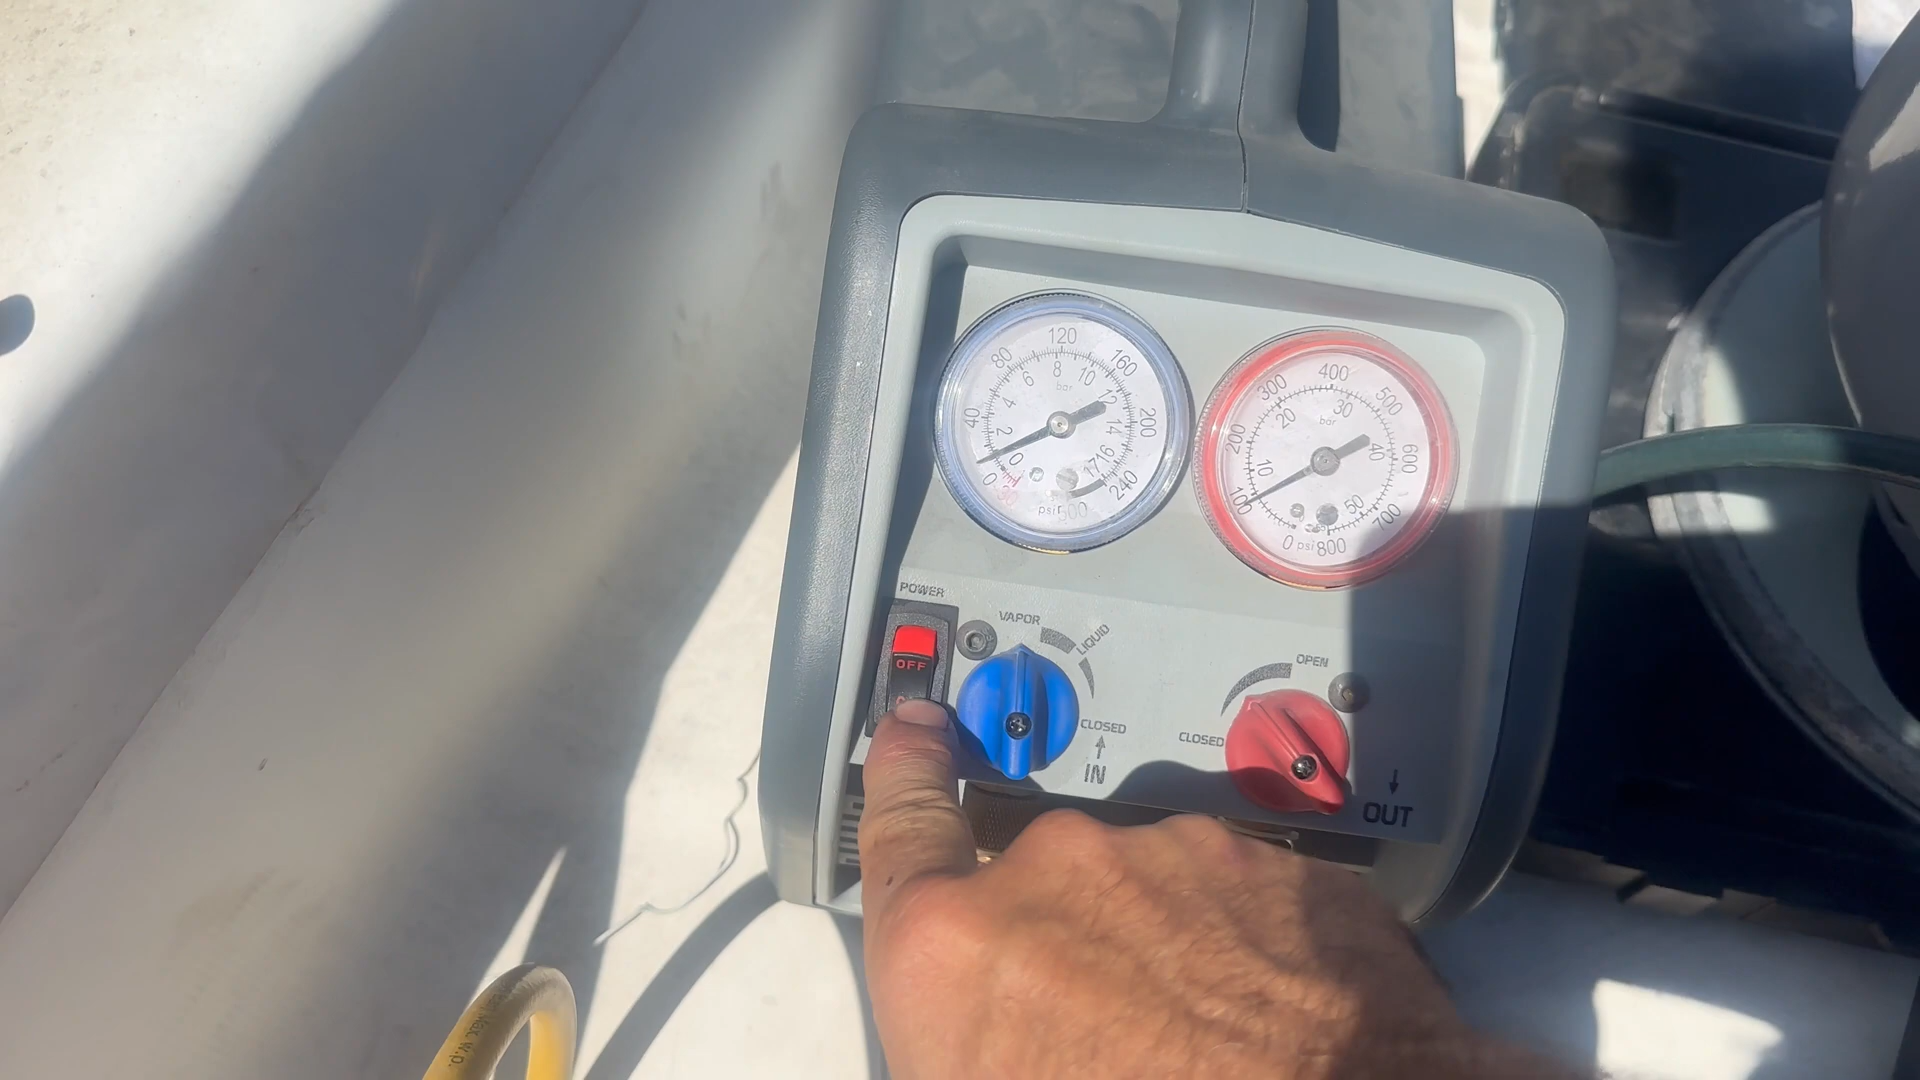 120
80
160
6
8
10
bar
4
12
40
200
2
14
0
16
17
0
-30
240
psi
400
300
500
30
20
bar
200
40
600
10
100
50
700
0
psi
800
POWER
OFF
VAPOR
LIQUID
CLOSED
IN
OPEN
CLOSED
OUT
Max. w.p.